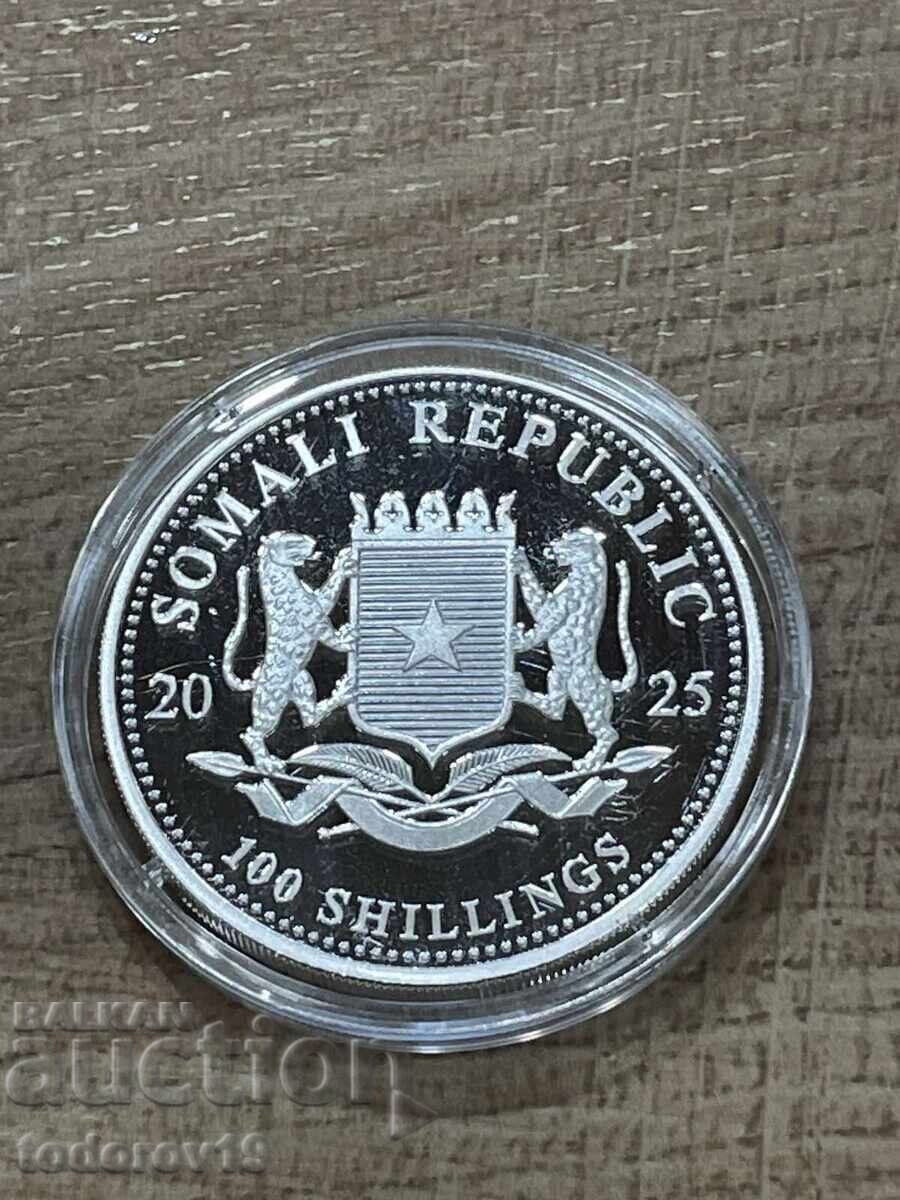 SOMALI REPUBLIC
20 25
100 SHILLINGS
BALKAN
auction
todorov19